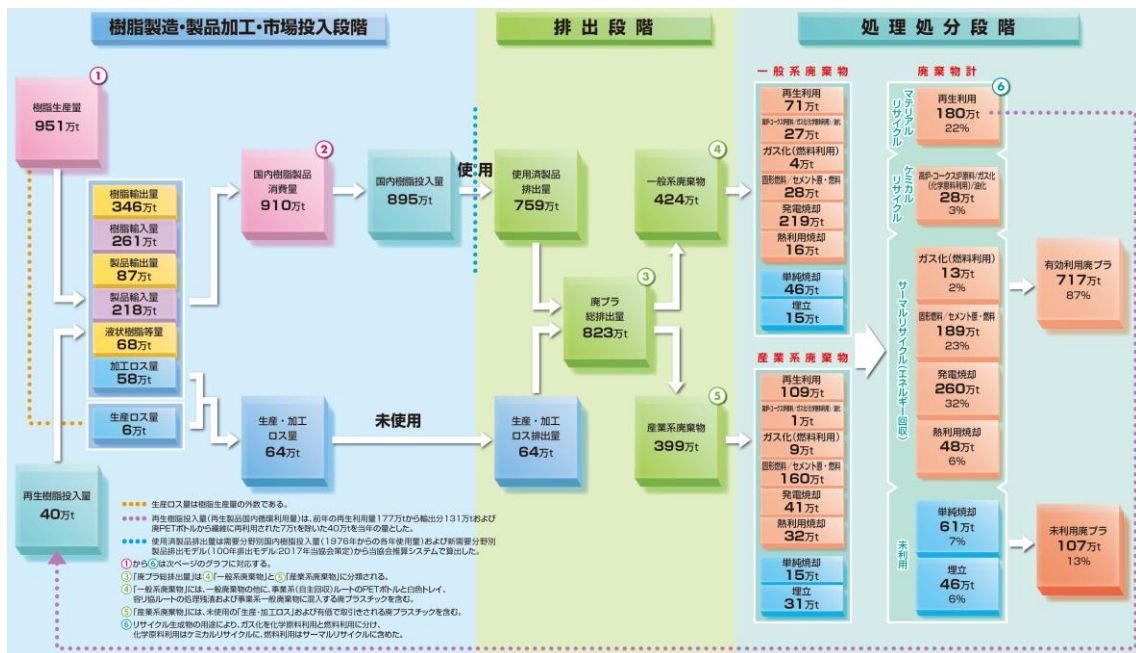 樹脂製造・製品加工・市場投入段階
①
樹脂生産量
951万t
樹脂輸出量
346万t
樹脂輸入量
261万t
製品輸出量
87万t
製品輸入量
218万t
液状樹脂等量
68万t
加工ロス量
58万t
生産ロス量
6万t
再生樹脂投入量
40万t
②
国内樹脂製品
消費量
910万t
国内樹脂投入量
895万t
使用
生産・加工
ロス量
64万t
未使用
生産ロス量は樹脂生産量の外数である。
再生樹脂投入量(再生製品国内循環利用量)は、前年の再生利用量177万tから輸出分131万tおよび
廃PETボトルから繊維に再利用された7万tを除いた40万tを当年の量とした。
使用済製品排出量は需要分野別国内樹脂投入量(1976年からの各年使用量)および新需要分野別
製品排出モデル(100年排出モデル:2017年当協会策定)から当協会推算システムで算出した。
①から⑥は次ページのグラフに対応する。
③「廃プラ総排出量」は④「一般系廃棄物」と⑤「産業系廃棄物」に分類される。
④「一般系廃棄物」には、一般廃棄物の他に、事業系(自主回収)ルートのPETボトルと白色トレイ、
容リ協ルートの処理残渣および事業系一般廃棄物に混入する廃プラスチックを含む。
⑤「産業系廃棄物」には、未使用の「生産・加工ロス」および有価で取引きされる廃プラスチックを含む。
⑥リサイクル生成物の用途により、ガス化を化学原料利用と燃料利用に分け、
化学原料利用はケミカルリサイクルに、燃料利用はサーマルリサイクルに含めた。
排出段階
使用済製品
排出量
759万t
③
廃プラ
総排出量
823万t
生産・加工
ロス排出量
64万t
④
一般系廃棄物
424万t
⑤
産業系廃棄物
399万t
処理処分段階
一般系廃棄物
再生利用
71万t
高炉・コークス炉原料/ガス化(化学原料利用)/油化
27万t
ガス化(燃料利用)
4万t
固形燃料/セメント原・燃料
28万t
発電焼却
219万t
熱利用焼却
16万t
単純焼却
46万t
埋立
15万t
産業系廃棄物
再生利用
109万t
高炉・コークス炉原料/ガス化(化学原料利用)/油化
1万t
ガス化(燃料利用)
9万t
固形燃料/セメント原・燃料
160万t
発電焼却
41万t
熱利用焼却
32万t
単純焼却
15万t
埋立
31万t
廃棄物計
⑥
マテリアル
リサイクル
再生利用
180万t
22%
ケミカル
リサイクル
高炉・コークス炉原料/ガス化
(化学原料利用)/油化
28万t
3%
サーマルリサイクル(エネルギー回収)
ガス化(燃料利用)
13万t
2%
固形燃料/セメント原・燃料
189万t
23%
発電焼却
260万t
32%
熱利用焼却
48万t
6%
未利用
単純焼却
61万t
7%
埋立
46万t
6%
有効利用廃プラ
717万t
87%
未利用廃プラ
107万t
13%